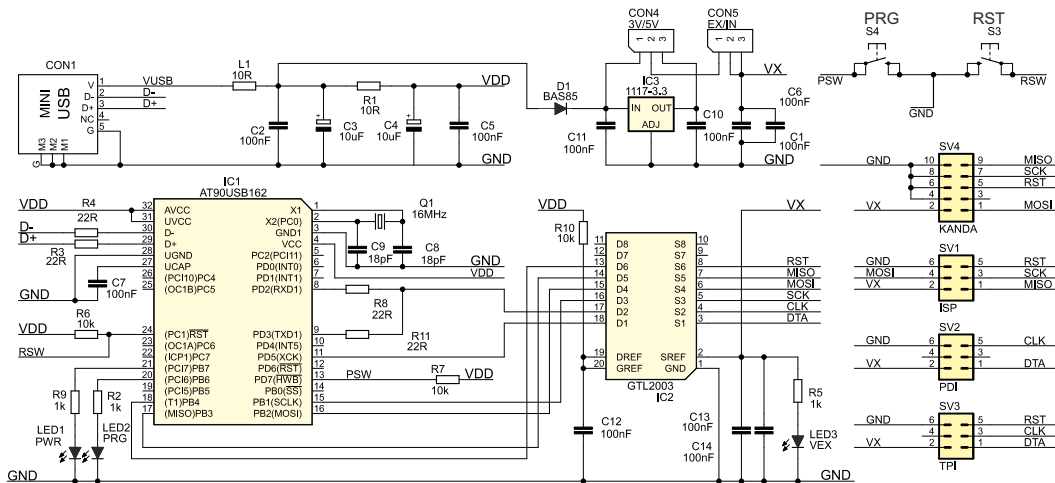 CON1
MINI
USB
V
D-
D+
NC
G
1
2
3
4
5
VUSB
D-
D+
G
M3
M2
M1
L1
10R
C2
100nF
C3
10uF
R1
10R
C4
10uF
C5
100nF
VDD
GND
D1
BAS85
C11
100nF
CON4
3V/5V
1 2 3
CON5
EX/IN
1 2 3
IC3
1117-3.3
IN OUT
ADJ
C10
100nF
VX
C6
100nF
C1
100nF
GND
PRG
S4
RST
S3
PSW
RSW
GND
IC1
AT90USB162
32 AVCC
31 UVCC
30 D-
29 D+
28 UGND
27 UCAP
26 (PCI10)PC4
25 (OC1B)PC5
24 (PC1)RST
23 (OC1A)PC6
22 (ICP1)PC7
21 (PCI7)PB7
20 (PCI6)PB6
19 (PCI5)PB5
18 (T1)PB4
17 (MISO)PB3
X1 1
X2(PC0) 2
GND1 3
VCC 4
PC2(PCI11) 5
PD0(INT0) 6
PD1(INT1) 7
PD2(RXD1) 8
PD3(TXD1) 9
PD4(INT5) 10
PD5(XCK) 11
PD6(RST) 12
PD7(HWB) 13
PB0(SS) 14
PB1(SCLK) 15
PB2(MOSI) 16
VDD
R4
22R
D-
D+
R3
22R
C7
100nF
GND
R6
10k
VDD
RSW
R9
1k
R2
1k
LED1
PWR
LED2
PRG
GND
Q1
16MHz
C9
18pF
C8
18pF
GND
VDD
R8
22R
R11
22R
PSW
R7
10k
VDD
VDD
R10
10k
11 D8
12 D7
13 D6
14 D5
15 D4
16 D3
17 D2
18 D1
19 DREF
20 GREF
S8 10
S7 9
S6 8
S5 7
S4 6
S3 5
S2 4
S1 3
SREF 2
GND 1
GTL2003
IC2
VX
RST
MISO
MOSI
SCK
CLK
DTA
C12
100nF
C13
100nF
C14
100nF
R5
1k
LED3
VEX
GND
SV4
GND
VX
10 9
8 7
6 5
4 3
2 1
MISO
SCK
RST
MOSI
KANDA
SV1
GND 6 5 RST
MOSI 4 3 SCK
VX 2 1 MISO
ISP
SV2
GND 6 5 CLK
4 3
VX 2 1 DTA
PDI
SV3
GND 6 5 RST
4 3 CLK
VX 2 1 DTA
TPI